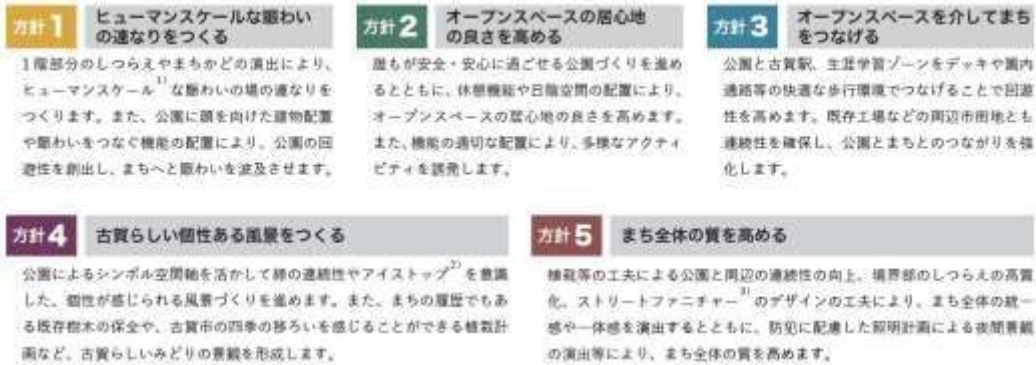 方針1
ヒューマンスケールな賑わい
の連なりをつくる
1階部分のしつらえやまちかどの演出により、
ヒューマンスケール1)な賑わいの場の連なりを
つくります。また、公園に顔を向けた建物配置
や賑わいをつなぐ機能の配置により、公園の回
遊性を創出し、まちへと賑わいを波及させます。
方針2
オープンスペースの居心地
の良さを高める
誰もが安全・安心に過ごせる公園づくりを進め
るとともに、休憩機能や日陰空間の配置により、
オープンスペースの居心地の良さを高めます。
また、機能の適切な配置により、多様なアクティ
ビティを誘発します。
方針3
オープンスペースを介してまち
をつなげる
公園と古賀駅、生涯学習ゾーンをデッキや園内
通路等の快適な歩行環境でつなげることで回遊
性を高めます。既存工場などの周辺市街地とも
連続性を確保し、公園とまちとのつながりを強
化します。
方針4
古賀らしい個性ある風景をつくる
公園によるシンボル空間軸を活かして緑の連続性やアイストップ2)を意識
した、個性が感じられる風景づくりを進めます。また、まちの履歴でもあ
る既存樹木の保全や、古賀市の四季の移ろいを感じることができる植栽計
画など、古賀らしいみどりの景観を形成します。
方針5
まち全体の質を高める
植栽等の工夫による公園と周辺の連続性の向上、境界部のしつらえの高質
化、ストリートファニチャー3)のデザインの工夫により、まち全体の統一
感や一体感を演出するとともに、防犯に配慮した照明計画による夜間景観
の演出等により、まち全体の質を高めます。